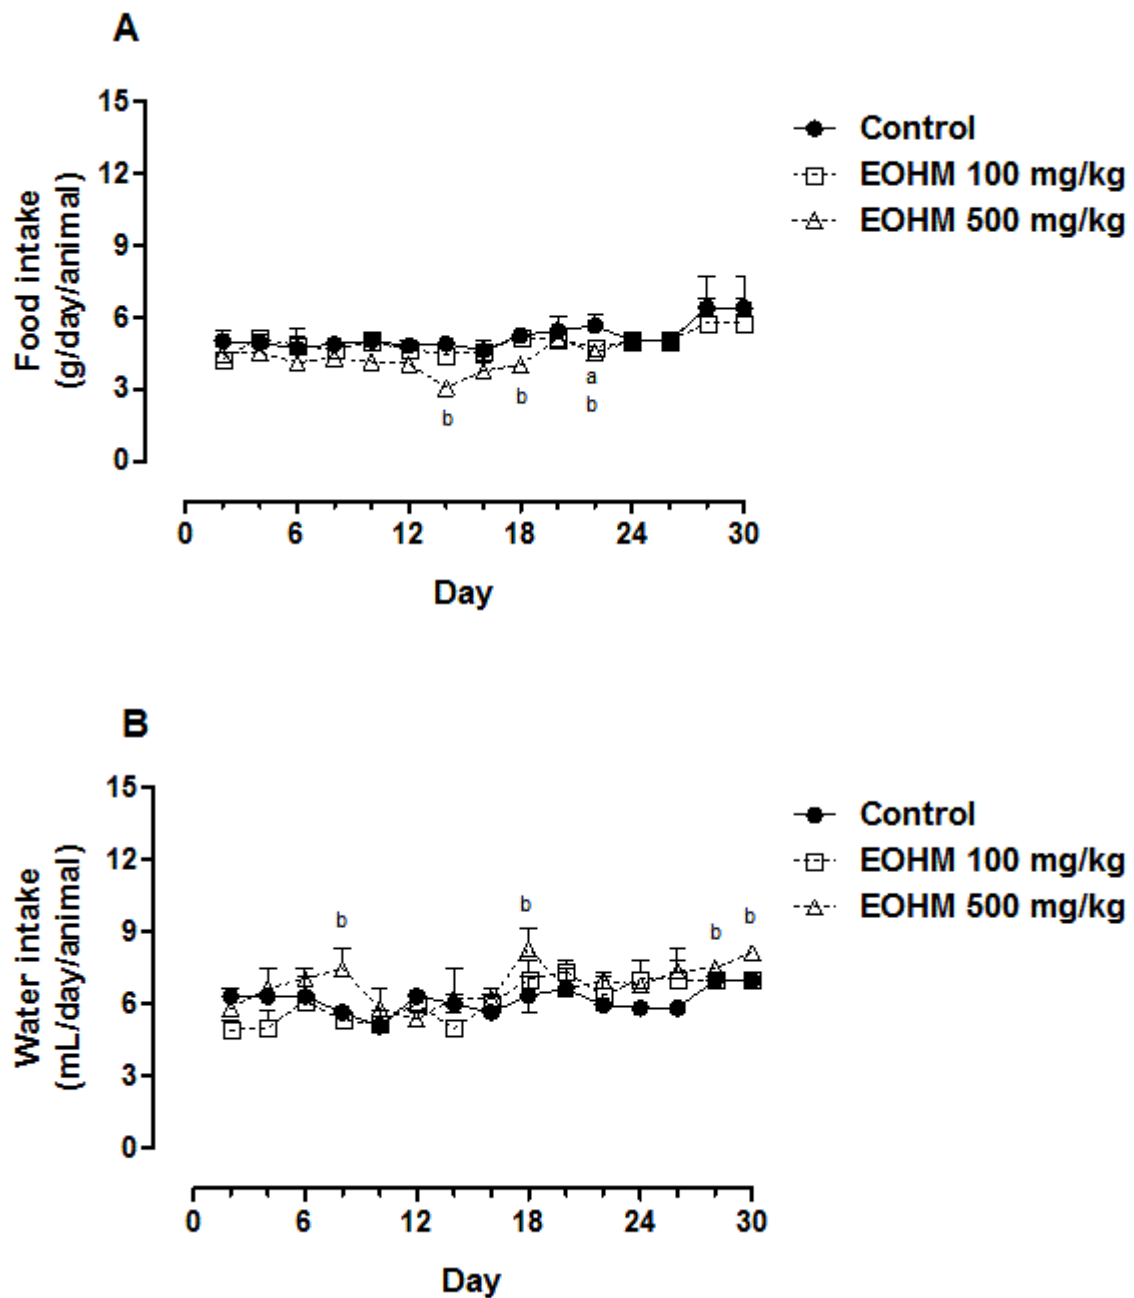 A
Food intake
(g/day/animal)
15
12
9
6
3
0
Control
EOHM 100 mg/kg
EOHM 500 mg/kg
b
b
a
b
0 6 12 18 24 30
Day
B
Water intake
(mL/day/animal)
15
12
9
6
3
0
Control
EOHM 100 mg/kg
EOHM 500 mg/kg
b
b
b
b
0 6 12 18 24 30
Day